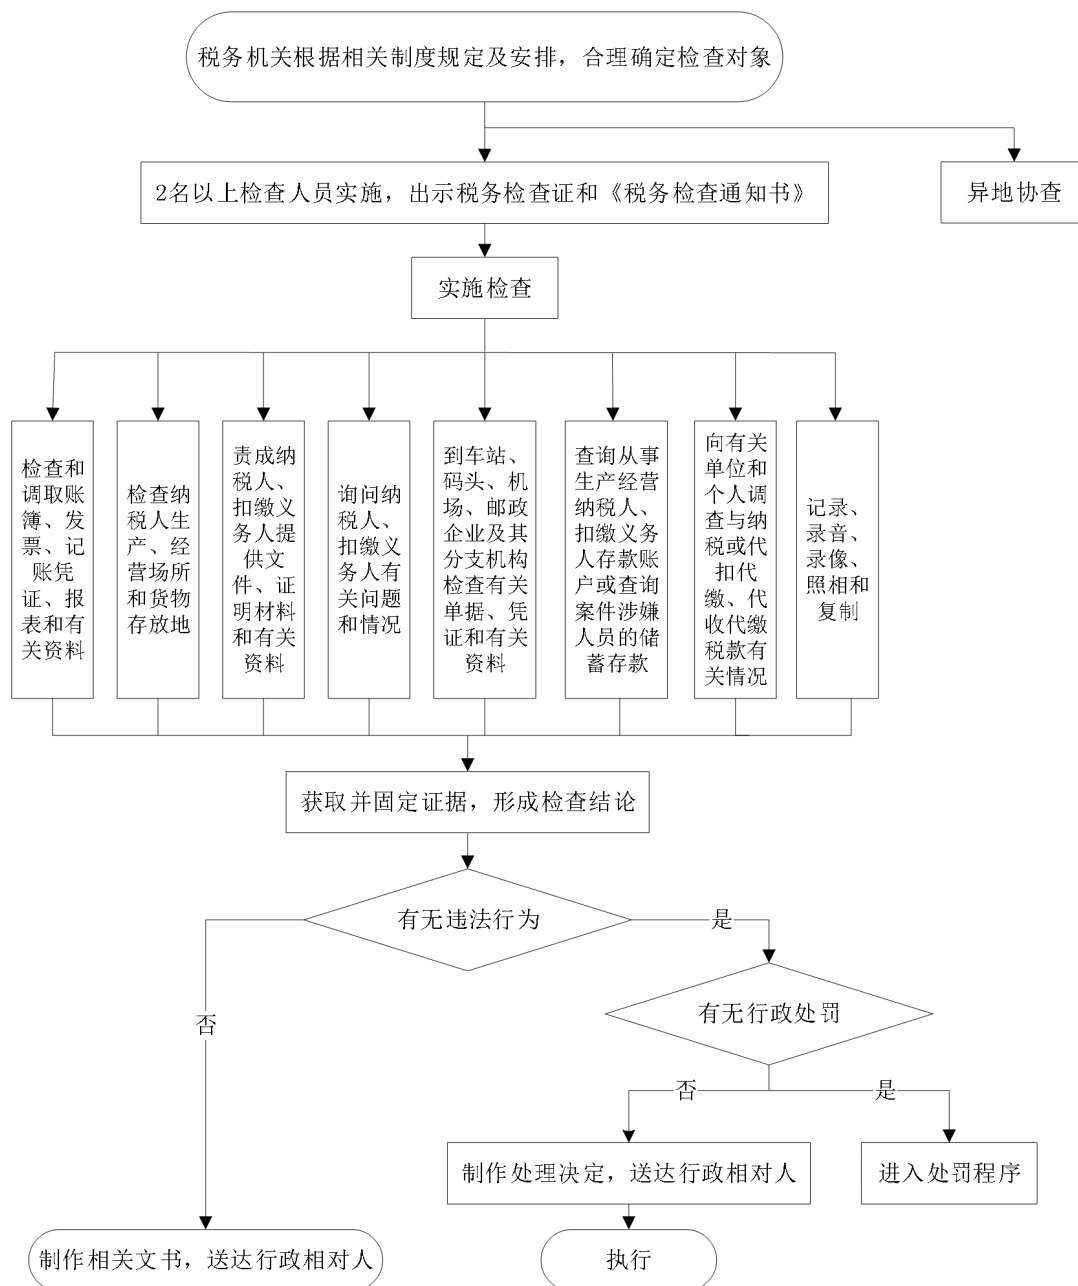 税务机关根据相关制度规定及安排，合理确定检查对象
2名以上检查人员实施，出示税务检查证和《税务检查通知书》
异地协查
实施检查
检查和
调取账
簿、发
票、记
账凭
证、报
表和有
关资料
检查纳
税人生
产、经
营场所
和货物
存放地
责成纳
税人、
扣缴义
务人提
供文
件、证
明材料
和有关
资料
询问纳
税人、
扣缴义
务人有
关问题
和情况
到车站、
码头、机
场、邮政
企业及其
分支机构
检查有关
单据、凭
证和有关
资料
查询从事
生产经营
纳税人、
扣缴义务
人存款账
户或查询
案件涉嫌
人员的储
蓄存款
向有关
单位和
个人调
查与纳
税或代
扣代
缴、代
收代缴
税款有
关情况
记录、
录音、
录像、
照相和
复制
获取并固定证据，形成检查结论
有无违法行为
是
有无行政处罚
否
否
是
制作处理决定，送达行政相对人
进入处罚程序
制作相关文书，送达行政相对人
执行